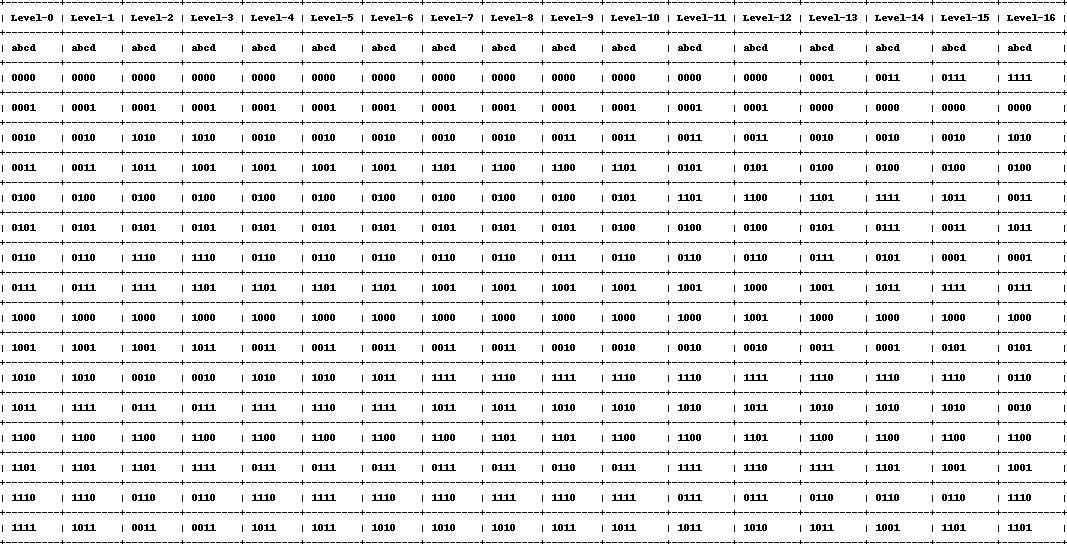 Level-0 | Level-1 | Level-2 | Level-3 | Level-4 | Level-5 | Level-6 | Level-7 | Level-8 | Level-9 | Level-10 | Level-11 | Level-12 | Level-13 | Level-14 | Level-15 | Level-16
abcd | abcd | abcd | abcd | abcd | abcd | abcd | abcd | abcd | abcd | abcd | abcd | abcd | abcd | abcd | abcd | abcd
0000 | 0000 | 0000 | 0000 | 0000 | 0000 | 0000 | 0000 | 0000 | 0000 | 0000 | 0000 | 0000 | 0001 | 0011 | 0111 | 1111
0001 | 0001 | 0001 | 0001 | 0001 | 0001 | 0001 | 0001 | 0001 | 0001 | 0001 | 0001 | 0001 | 0000 | 0000 | 0000 | 0000
0010 | 0010 | 1010 | 1010 | 0010 | 0010 | 0010 | 0010 | 0010 | 0011 | 0011 | 0011 | 0011 | 0010 | 0010 | 0010 | 1010
0011 | 0011 | 1011 | 1001 | 1001 | 1001 | 1001 | 1101 | 1100 | 1100 | 1101 | 0101 | 0101 | 0100 | 0100 | 0100 | 0100
0100 | 0100 | 0100 | 0100 | 0100 | 0100 | 0100 | 0100 | 0100 | 0100 | 0101 | 1101 | 1100 | 1101 | 1111 | 1011 | 0011
0101 | 0101 | 0101 | 0101 | 0101 | 0101 | 0101 | 0101 | 0101 | 0101 | 0100 | 0100 | 0100 | 0101 | 0111 | 0011 | 1011
0110 | 0110 | 1110 | 1110 | 0110 | 0110 | 0110 | 0110 | 0110 | 0111 | 0110 | 0110 | 0110 | 0111 | 0101 | 0001 | 0001
0111 | 0111 | 1111 | 1101 | 1101 | 1101 | 1101 | 1001 | 1001 | 1001 | 1001 | 1001 | 1000 | 1001 | 1011 | 1111 | 0111
1000 | 1000 | 1000 | 1000 | 1000 | 1000 | 1000 | 1000 | 1000 | 1000 | 1000 | 1000 | 1001 | 1000 | 1000 | 1000 | 1000
1001 | 1001 | 1001 | 1011 | 0011 | 0011 | 0011 | 0011 | 0011 | 0010 | 0010 | 0010 | 0010 | 0011 | 0001 | 0101 | 0101
1010 | 1010 | 0010 | 0010 | 1010 | 1010 | 1011 | 1111 | 1110 | 1111 | 1110 | 1110 | 1111 | 1110 | 1110 | 1110 | 0110
1011 | 1111 | 0111 | 0111 | 1111 | 1110 | 1111 | 1011 | 1011 | 1010 | 1010 | 1010 | 1011 | 1010 | 1010 | 1010 | 0010
1100 | 1100 | 1100 | 1100 | 1100 | 1100 | 1100 | 1100 | 1101 | 1101 | 1100 | 1100 | 1101 | 1100 | 1100 | 1100 | 1100
1101 | 1101 | 1101 | 1111 | 0111 | 0111 | 0111 | 0111 | 0111 | 0110 | 0111 | 1111 | 1110 | 1111 | 1101 | 1001 | 1001
1110 | 1110 | 0110 | 0110 | 1110 | 1111 | 1110 | 1110 | 1111 | 1110 | 1111 | 0111 | 0111 | 0110 | 0110 | 0110 | 1110
1111 | 1011 | 0011 | 0011 | 1011 | 1011 | 1010 | 1010 | 1010 | 1011 | 1011 | 1011 | 1010 | 1011 | 1001 | 1101 | 1101